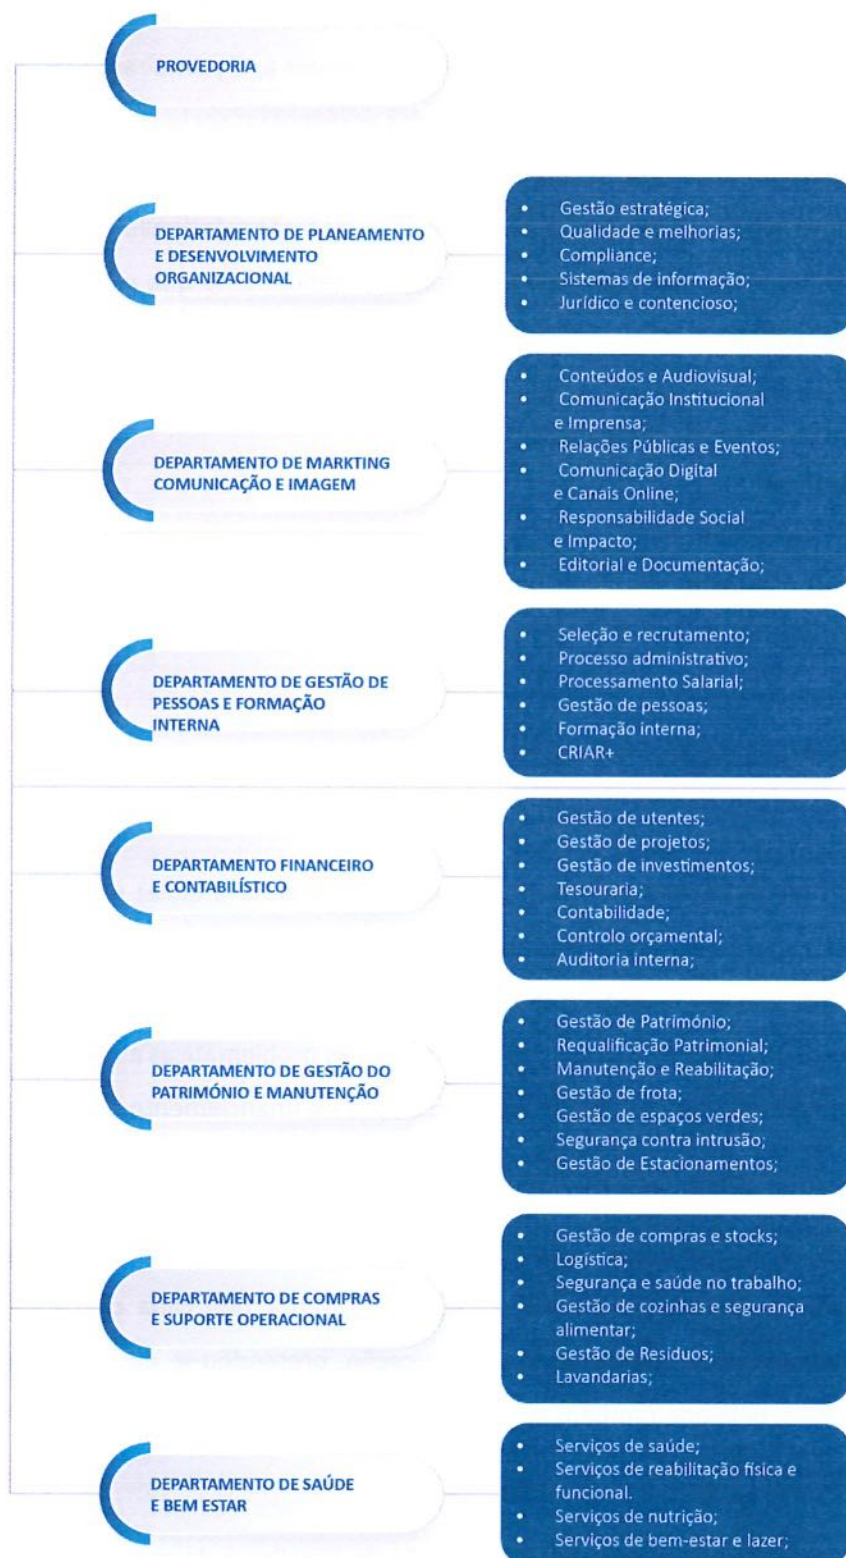 PROVEDORIA
DEPARTAMENTO DE PLANEAMENTO
E DESENVOLVIMENTO
ORGANIZACIONAL
• Gestão estratégica;
• Qualidade e melhorias;
• Compliance;
• Sistemas de informação;
• Jurídico e contencioso;
DEPARTAMENTO DE MARKTING
COMUNICAÇÃO E IMAGEM
• Conteúdos e Audiovisual;
• Comunicação Institucional
e Imprensa;
• Relações Públicas e Eventos;
• Comunicação Digital
e Canais Online;
• Responsabilidade Social
e Impacto;
• Editorial e Documentação;
DEPARTAMENTO DE GESTÃO DE
PESSOAS E FORMAÇÃO
INTERNA
• Seleção e recrutamento;
• Processo administrativo;
• Processamento Salarial;
• Gestão de pessoas;
• Formação interna;
• CRIAR+
DEPARTAMENTO FINANCEIRO
E CONTABILÍSTICO
• Gestão de utentes;
• Gestão de projetos;
• Gestão de investimentos;
• Tesouraria;
• Contabilidade;
• Controlo orçamental;
• Auditoria interna;
DEPARTAMENTO DE GESTÃO DO
PATRIMÓNIO E MANUTENÇÃO
• Gestão de Património;
• Requalificação Patrimonial;
• Manutenção e Reabilitação;
• Gestão de frota;
• Gestão de espaços verdes;
• Segurança contra intrusão;
• Gestão de Estacionamentos;
DEPARTAMENTO DE COMPRAS
E SUPORTE OPERACIONAL
• Gestão de compras e stocks;
• Logística;
• Segurança e saúde no trabalho;
• Gestão de cozinhas e segurança
alimentar;
• Gestão de Resíduos;
• Lavandarias;
DEPARTAMENTO DE SAÚDE
E BEM ESTAR
• Serviços de saúde;
• Serviços de reabilitação física e
funcional.
• Serviços de nutrição;
• Serviços de bem-estar e lazer;